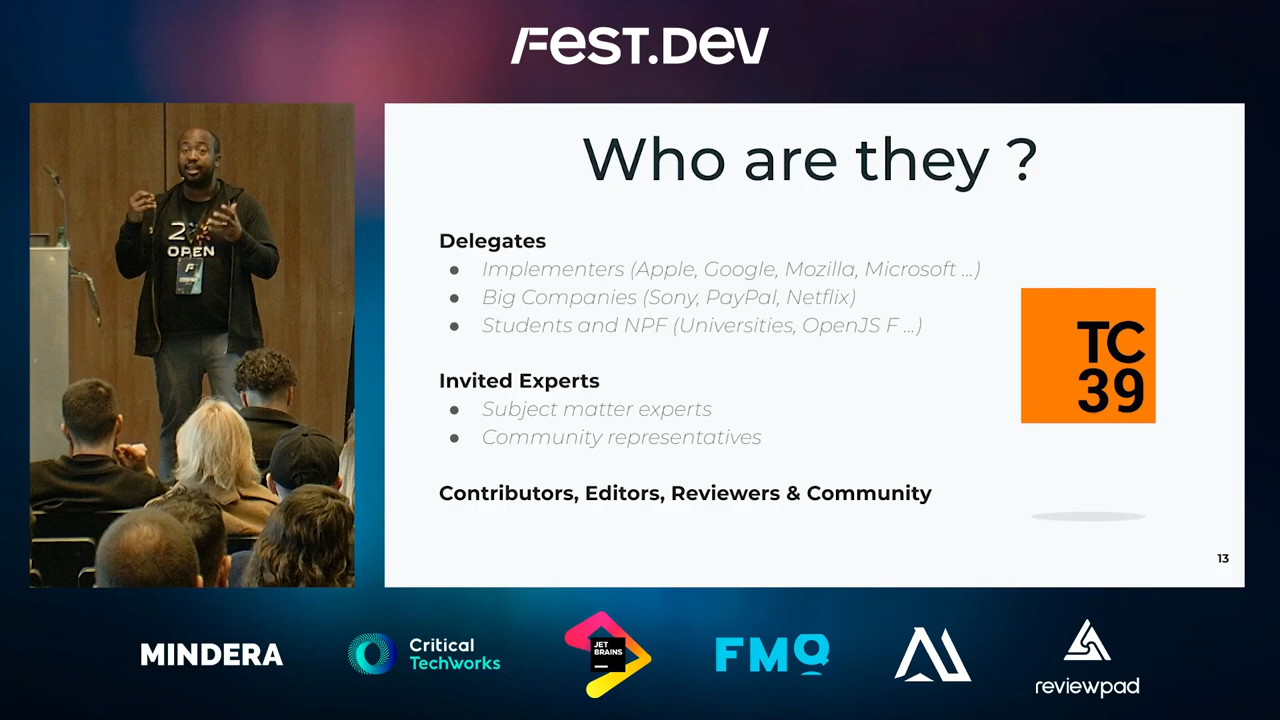 FEST.DEV
2
OPEN
Who are they ?
Delegates
● Implementers (Apple, Google, Mozilla, Microsoft ...)
● Big Companies (Sony, PayPal, Netflix)
● Students and NPF (Universities, OpenJS F ...)
Invited Experts
● Subject matter experts
● Community representatives
Contributors, Editors, Reviewers & Community
TC
39
13
MINDERA
Critical
TechWorks
JET
BRAINS
FMQ
reviewpad